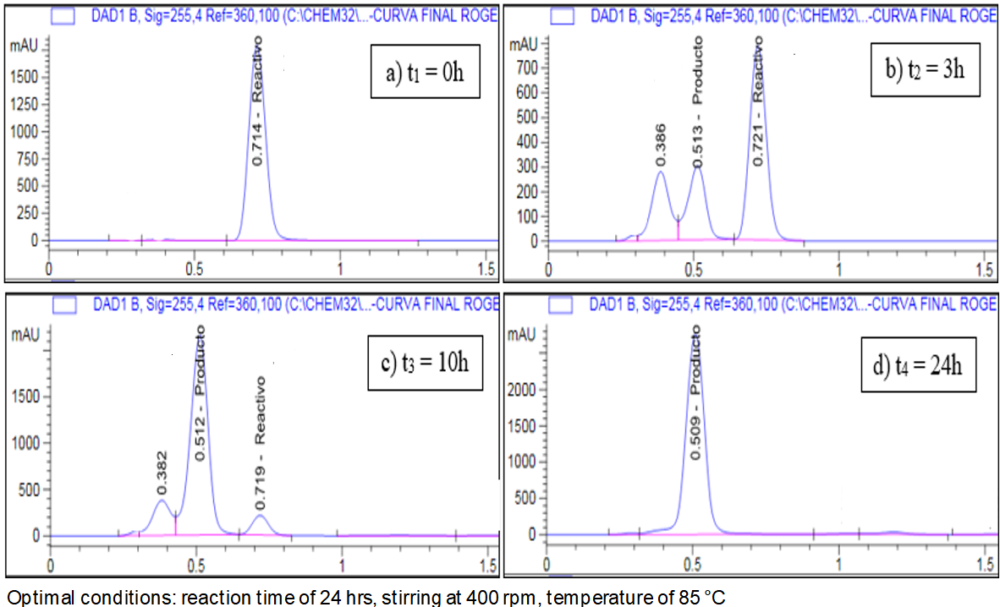 DAD1 B, Sig=255,4 Ref=360,100 (C:\CHEM32\...-CURVA FINAL ROGE
mAU
a) t1 = 0h
1500
1250
1000
750
500
250
0
0.714 - Reactivo
0
0.5
1
1.5
DAD1 B, Sig=255,4 Ref=360,100 (C:\CHEM32\...-CURVA FINAL ROGE
mAU
b) t2 = 3h
700
600
500
400
300
200
100
0
0.386
0.513 - Producto
0.721 - Reactivo
0
0.5
1
1.5
DAD1 B, Sig=255,4 Ref=360,100 (C:\CHEM32\...-CURVA FINAL ROGE
mAU
c) t3 = 10h
1500
1000
500
0
0.382
0.512 - Producto
0.719 - Reactivo
0
0.5
1
1.5
DAD1 B, Sig=255,4 Ref=360,100 (C:\CHEM32\...-CURVA FINAL ROGE
mAU
d) t4 = 24h
2000
1500
1000
500
0
0.509 - Producto
0
0.5
1
1.5
Optimal conditions: reaction time of 24 hrs, stirring at 400 rpm, temperature of 85 °C